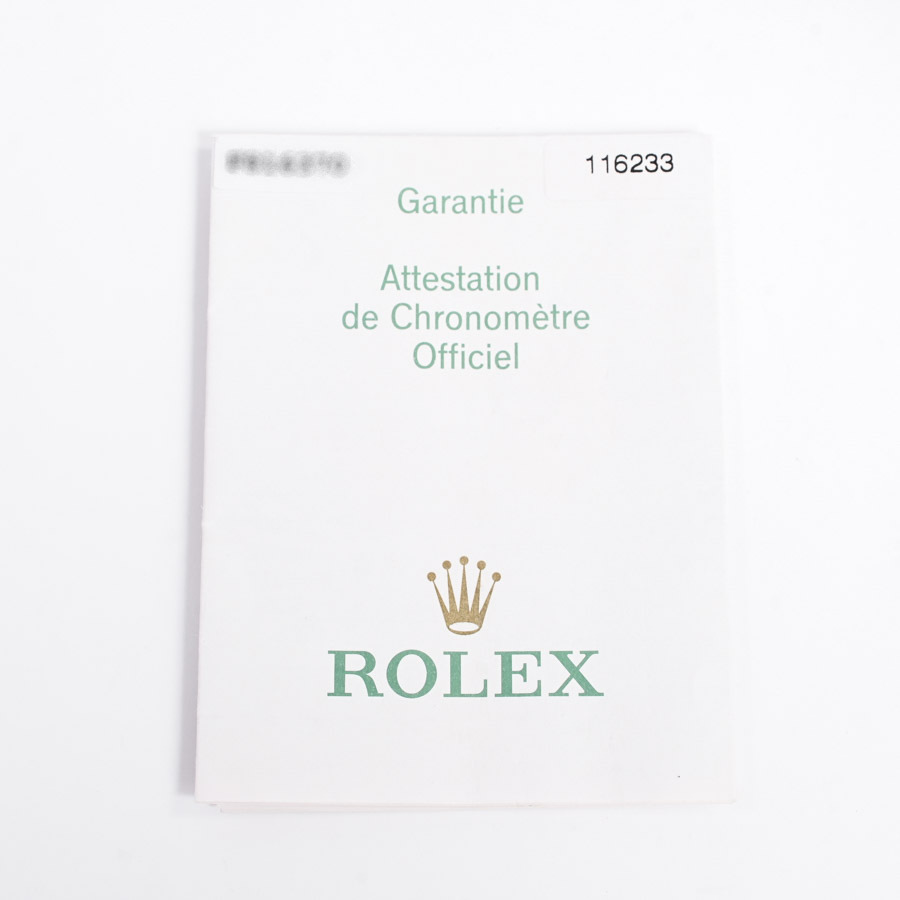 116233
Garantie
Attestation
de Chronomètre
Officiel
ROLEX